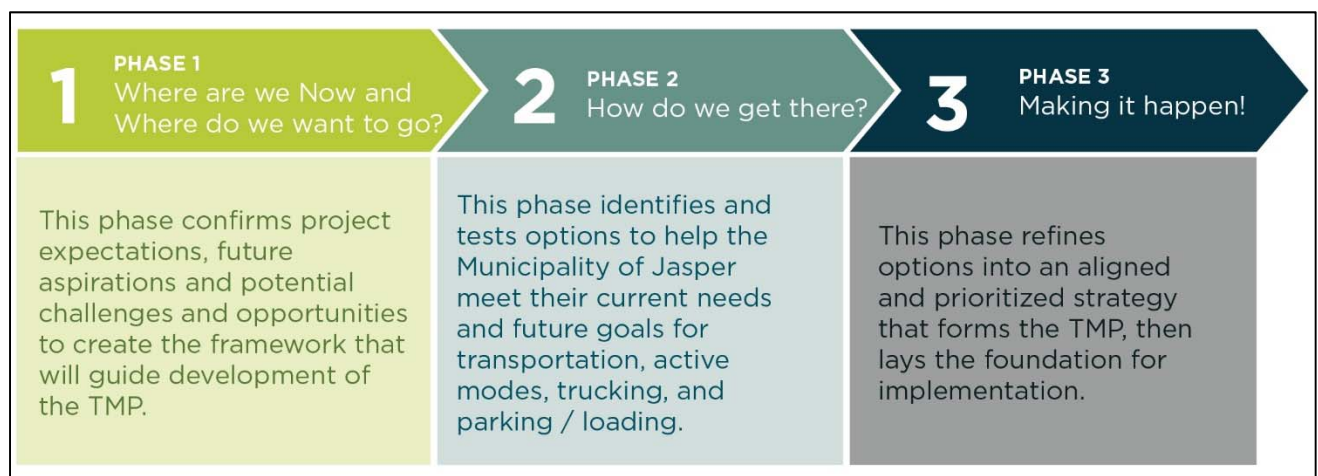 1
PHASE 1
Where are we Now and
Where do we want to go?
2
PHASE 2
How do we get there?
3
PHASE 3
Making it happen!
This phase confirms project
expectations, future
aspirations and potential
challenges and opportunities
to create the framework that
will guide development of
the TMP.
This phase identifies and
tests options to help the
Municipality of Jasper
meet their current needs
and future goals for
transportation, active
modes, trucking, and
parking / loading.
This phase refines
options into an aligned
and prioritized strategy
that forms the TMP, then
lays the foundation for
implementation.